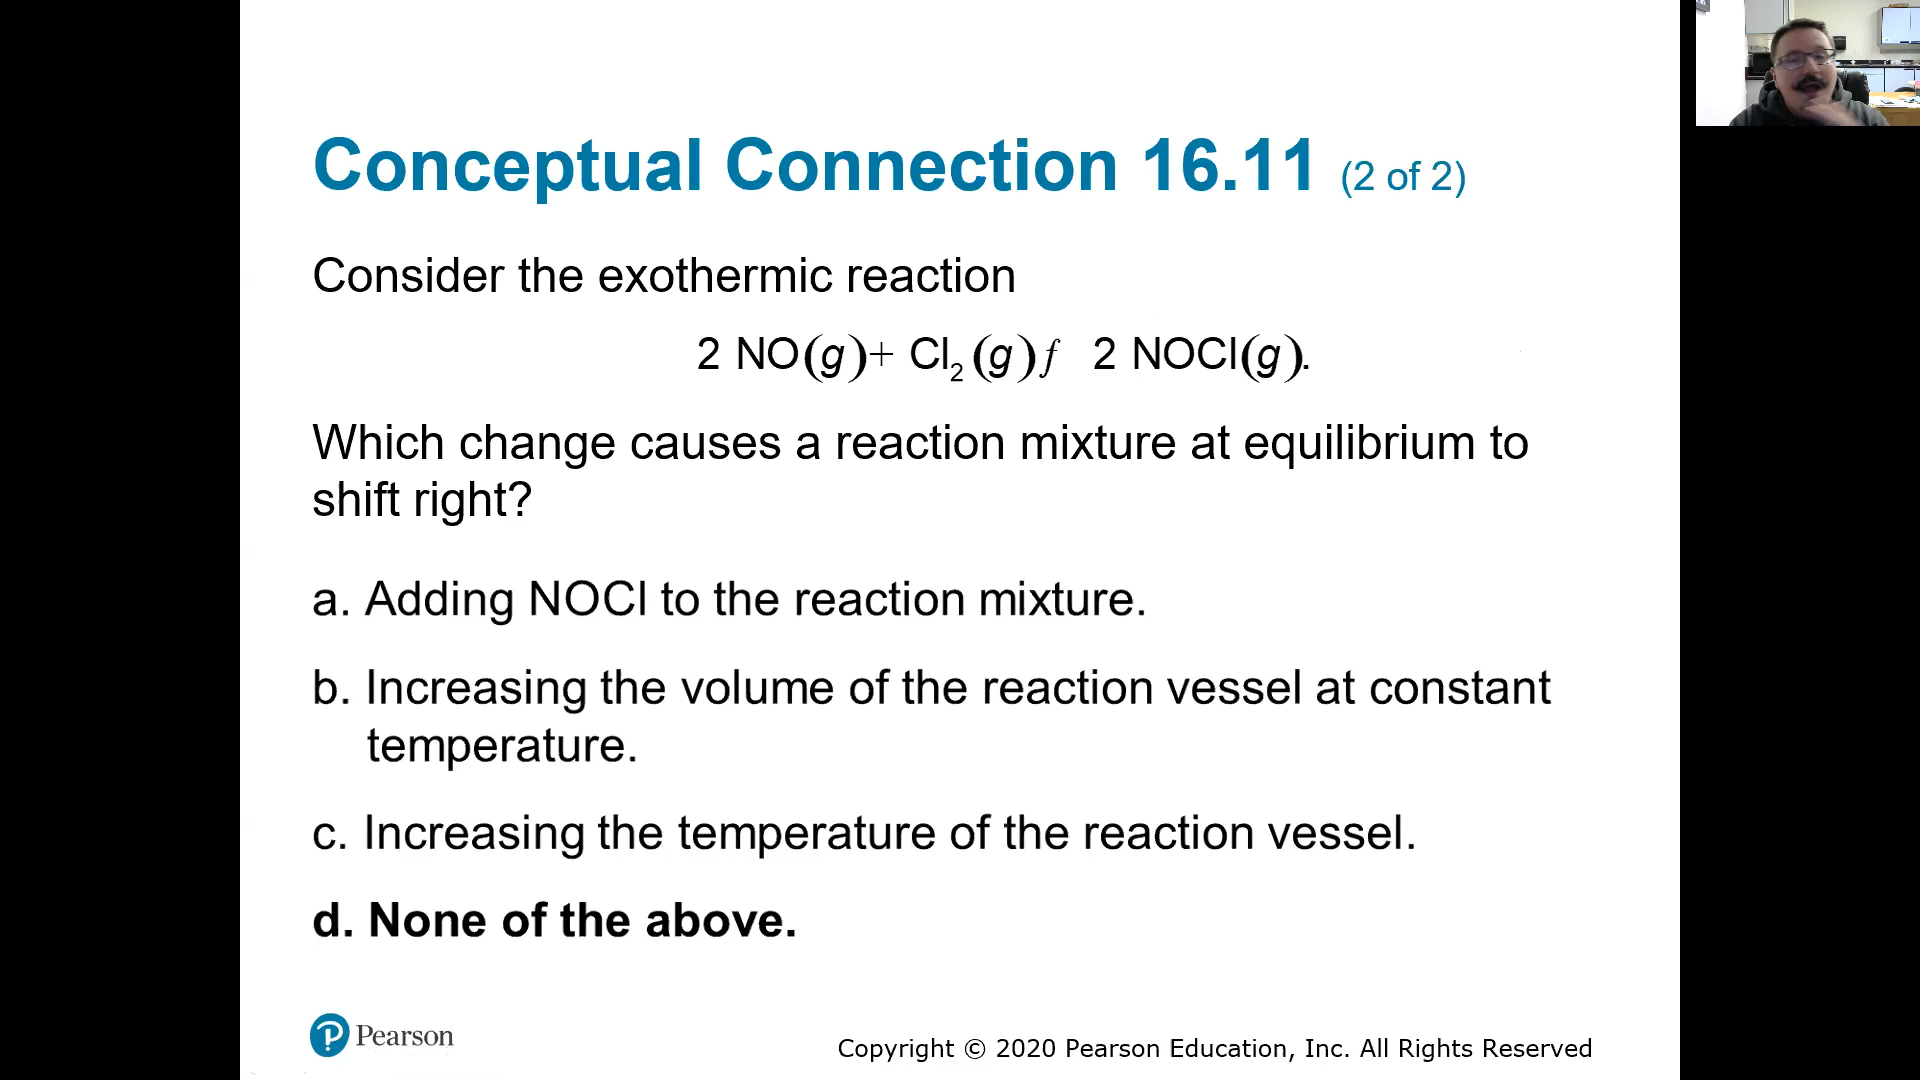 Conceptual Connection 16.11 (2 of 2)
Consider the exothermic reaction
2 NO(g)+ Cl₂(g)ƒ 2 NOCl(g).
Which change causes a reaction mixture at equilibrium to
shift right?
a. Adding NOCl to the reaction mixture.
b. Increasing the volume of the reaction vessel at constant
temperature.
c. Increasing the temperature of the reaction vessel.
d. None of the above.
Pearson
Copyright © 2020 Pearson Education, Inc. All Rights Reserved